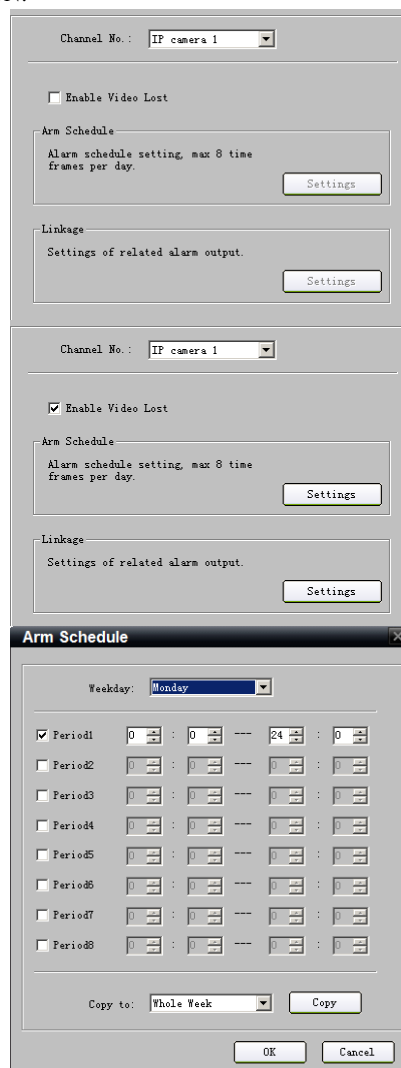 Channel No.: IP camera 1
Enable Video Lost
Arm Schedule
Alarm schedule setting, max 8 time
frames per day.
Settings
Linkage
Settings of related alarm output.
Settings
Channel No.: IP camera 1
Enable Video Lost
Arm Schedule
Alarm schedule setting, max 8 time
frames per day.
Settings
Linkage
Settings of related alarm output.
Settings
Arm Schedule
Weekday: Monday
Period1 0 : 0 --- 24 : 0
Period2 0 : 0 --- 0 : 0
Period3 0 : 0 --- 0 : 0
Period4 0 : 0 --- 0 : 0
Period5 0 : 0 --- 0 : 0
Period6 0 : 0 --- 0 : 0
Period7 0 : 0 --- 0 : 0
Period8 0 : 0 --- 0 : 0
Copy to: Whole Week Copy
OK Cancel